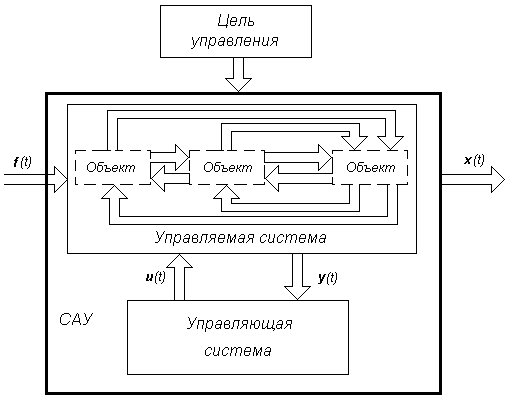 Цель
управления
f(t)
Объект
Объект
Объект
x(t)
Управляемая система
u(t)
y(t)
САУ
Управляющая
система